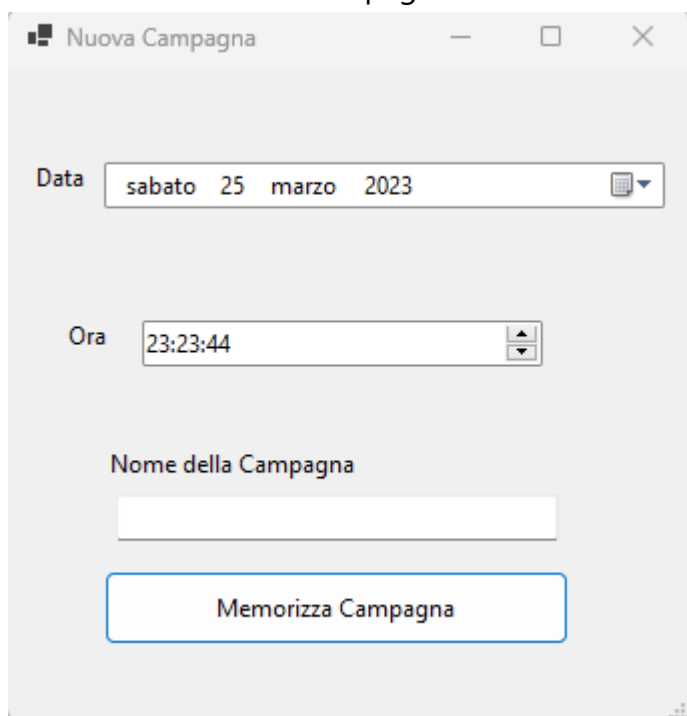 Nuova Campagna
Data sabato 25 marzo 2023
Ora 23:23:44
Nome della Campagna
Memorizza Campagna